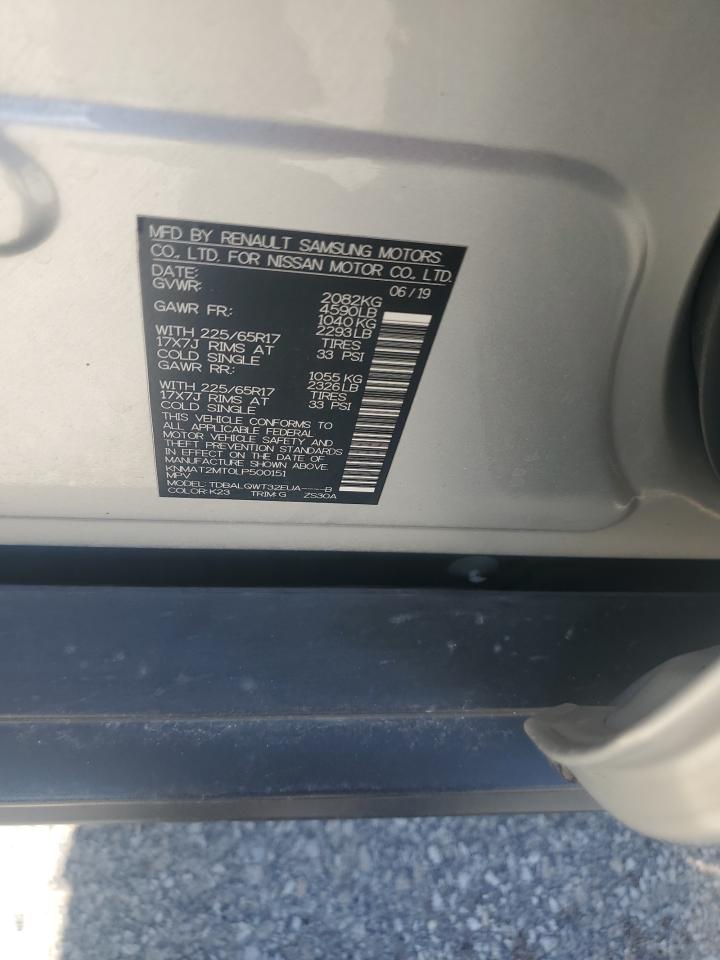 MFD BY RENAULT SAMSUNG MOTORS
CO., LTD. FOR NISSAN MOTOR CO., LTD.
DATE: 06/19
GVWR: 2082KG
4590LB
GAWR FR: 1040 KG
2293LB
WITH 225/65R17 TIRES
17X7J RIMS AT 33 PSI
COLD SINGLE
GAWR RR: 1055 KG
2326LB
WITH 225/65R17 TIRES
17X7J RIMS AT 33 PSI
COLD SINGLE
THIS VEHICLE CONFORMS TO
ALL APPLICABLE FEDERAL
MOTOR VEHICLE SAFETY AND
THEFT PREVENTION STANDARDS
IN EFFECT ON THE DATE OF
MANUFACTURE SHOWN ABOVE.
KNMAT2MT0LP500151
MPV
MODEL: TDBALQWT32EUA----B
COLOR: K23 TRIM: G ZS30A